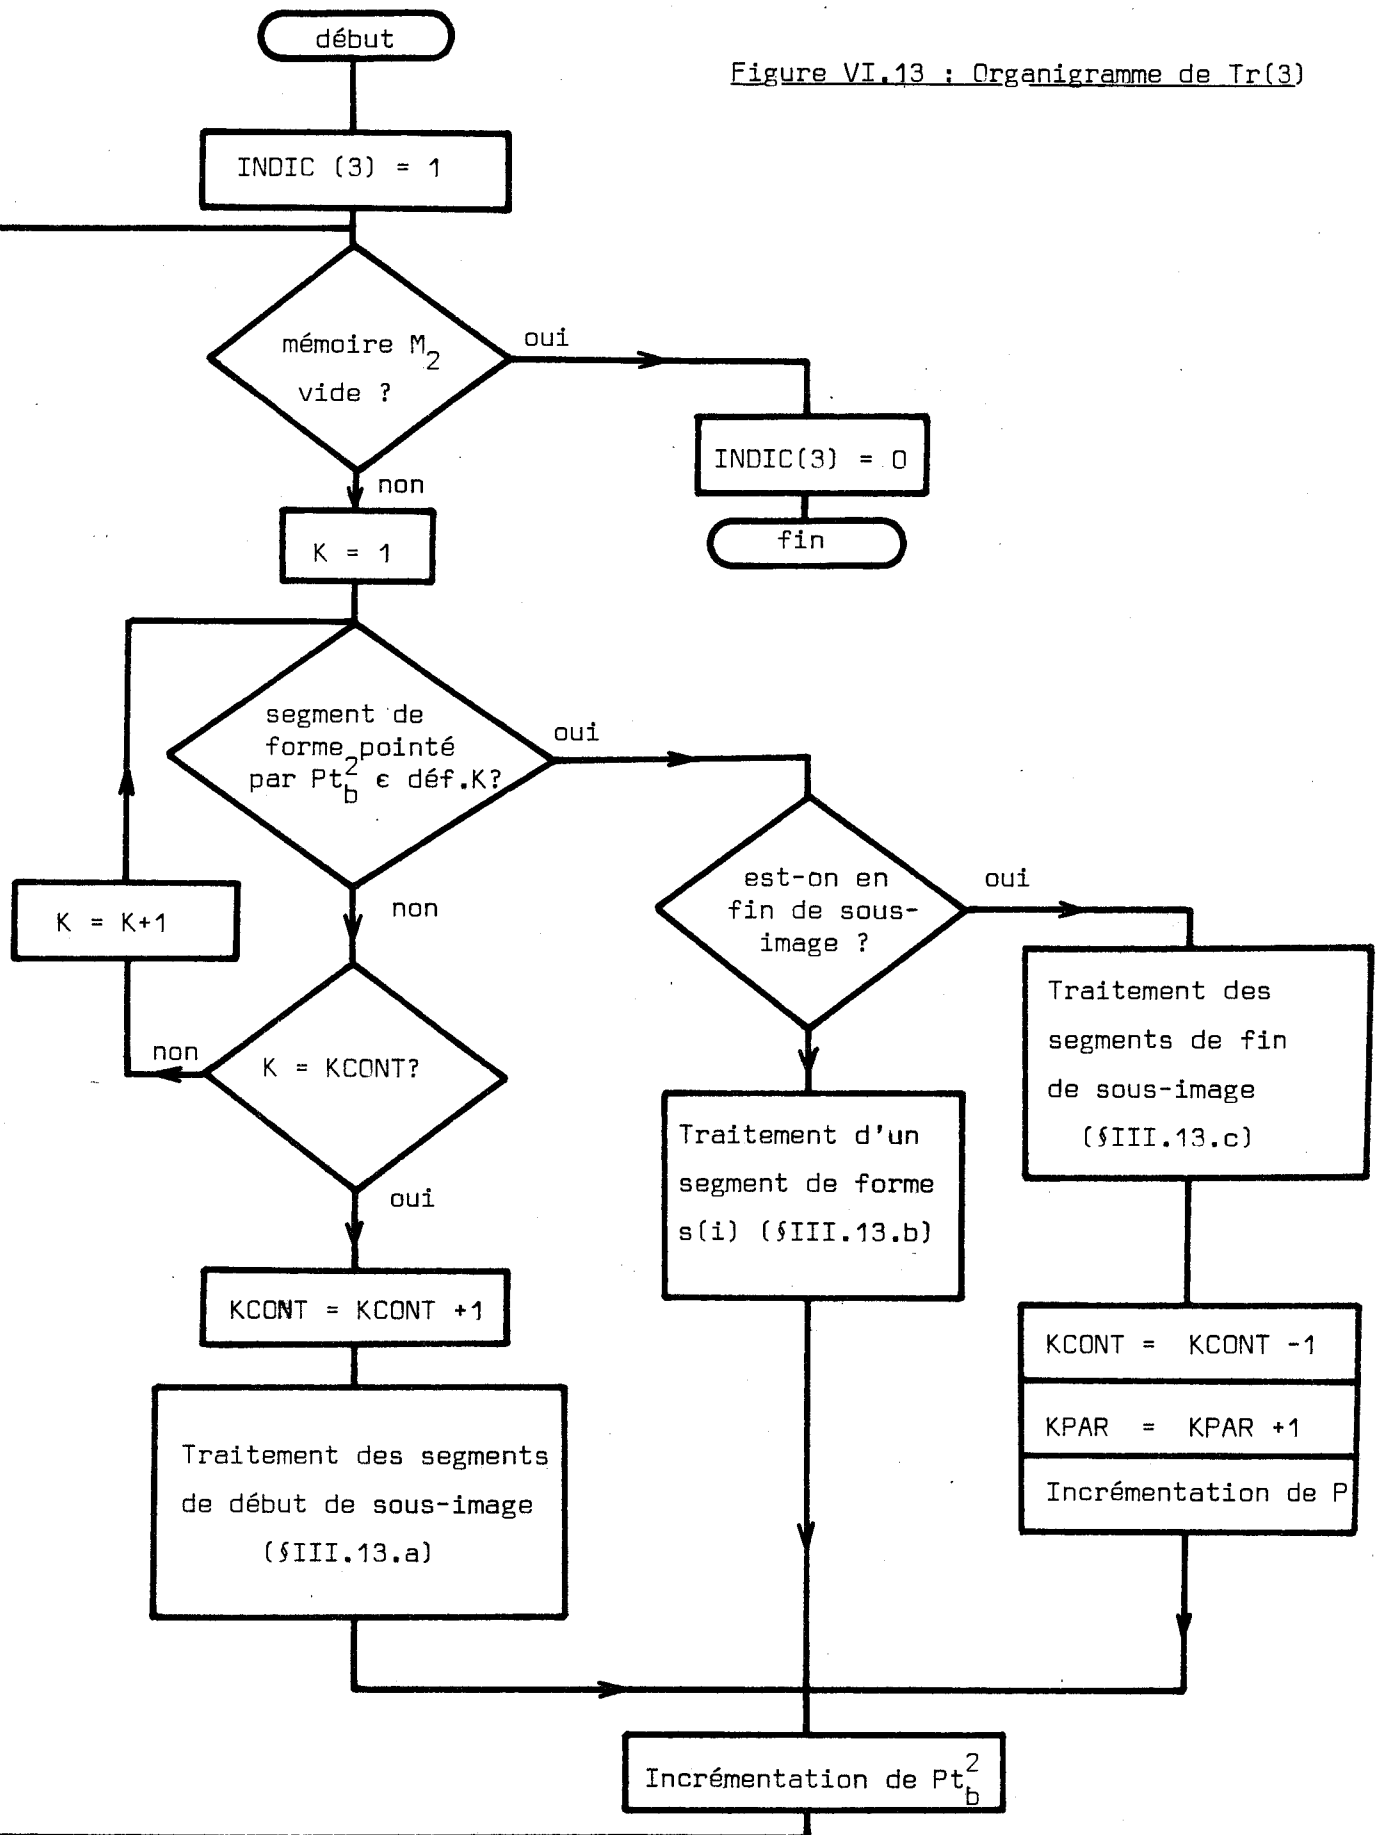 début
Figure VI.13 : Organigramme de Tr(3)
INDIC (3) = 1
mémoire M2
vide ?
oui
non
INDIC(3) = 0
fin
K = 1
segment de
forme pointé
par Pt2b ϵ déf.K?
oui
non
K = K+1
est-on en
fin de sous-
image ?
oui
K = KCONT?
non
oui
Traitement des
segments de fin
de sous-image
(§III.13.c)
Traitement d'un
segment de forme
s(i) (§III.13.b)
KCONT = KCONT +1
KCONT = KCONT -1
KPAR = KPAR +1
Incrémentation de P
Traitement des segments
de début de sous-image
(§III.13.a)
Incrémentation de Pt2b